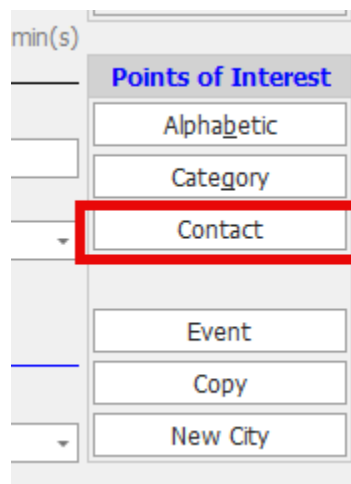 min(s)
Points of Interest
Alphabetic
Category
Contact
Event
Copy
New City